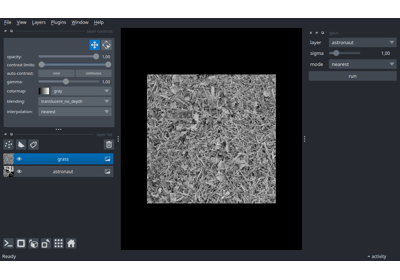 File View Layers Plugins Window Help
layer controls
opacity: 1.00
contrast limits:
auto-contrast: once continuous
gamma: 1.00
colormap: gray
blending: translucent_no_depth
interpolation: nearest
layer list
grass
astronaut
Ready
activity
layer astronaut
sigma 1.00
mode nearest
run